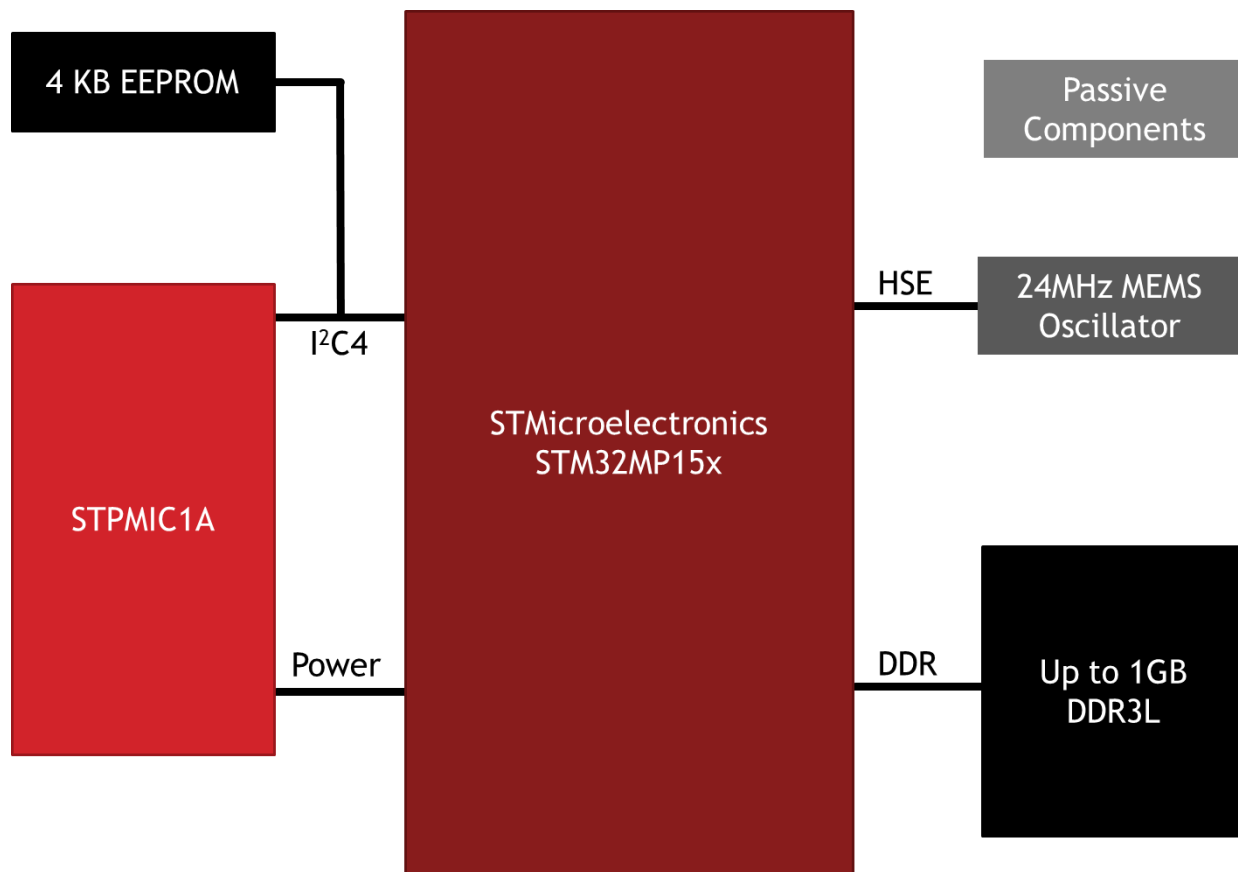 4 KB EEPROM
Passive
Components
HSE
24MHz MEMS
Oscillator
I²C4
STMicroelectronics
STM32MP15x
STPMIC1A
Power
DDR
Up to 1GB
DDR3L